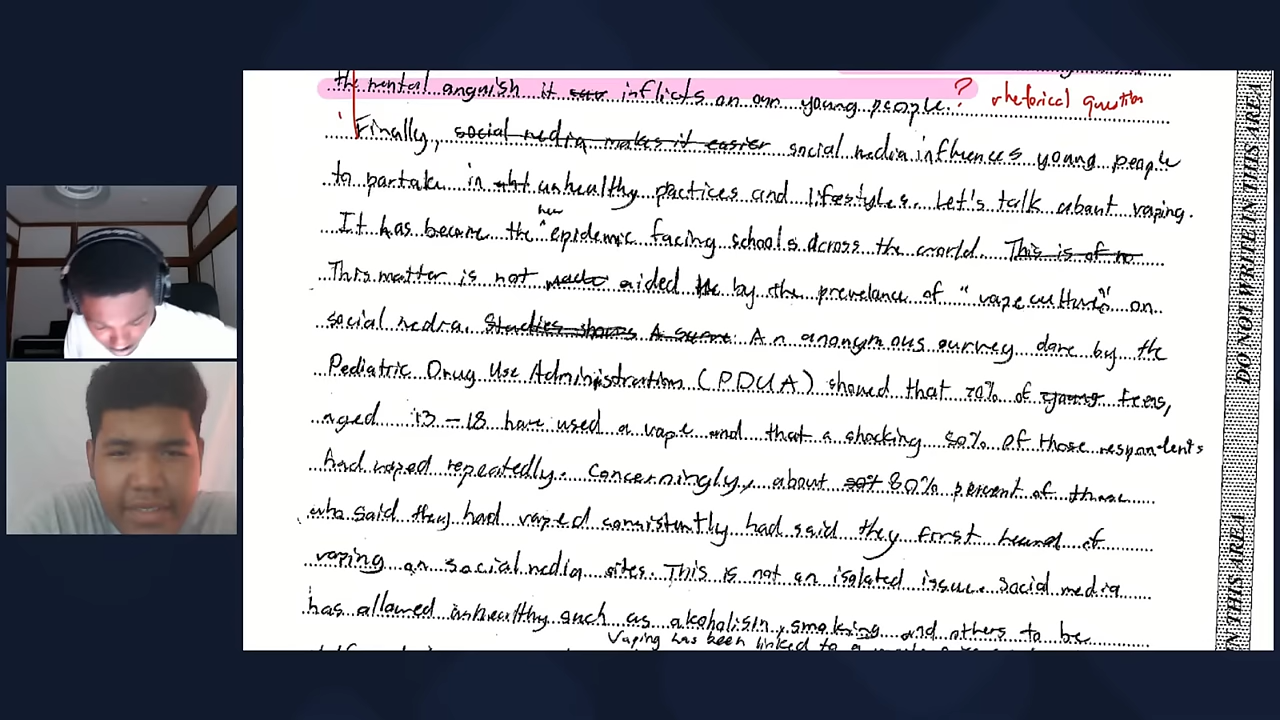 the mental anguish it inflicts on our young people.? rhetorical question
Finally, social media makes it easier social media influences young people
to partake in unhealthy practices and lifestyles. Let's talk about vaping.
new
It has become the ^ epidemic facing schools across the world. This is of no
This matter is not aided by the prevelance of "vape culture" on
social media. Studies shows A surve An anonymous survey done by the
Pediatric Drug Use Administration (PDUA) showed that 70% of young teens,
aged 13-18 have used a vape and that a shocking 50% of those respondents
had vaped repeatedly. Concerningly, about 80% percent of those
who said they had vaped consistently had said they first heard of
vaping on social media sites. This is not an isolated issue. Social media
has allowed unhealthy such as alcoholism, smoking and others to be
Vaping has been linked to a
DO NOT WRITE IN THIS AREA
IN THIS AREA